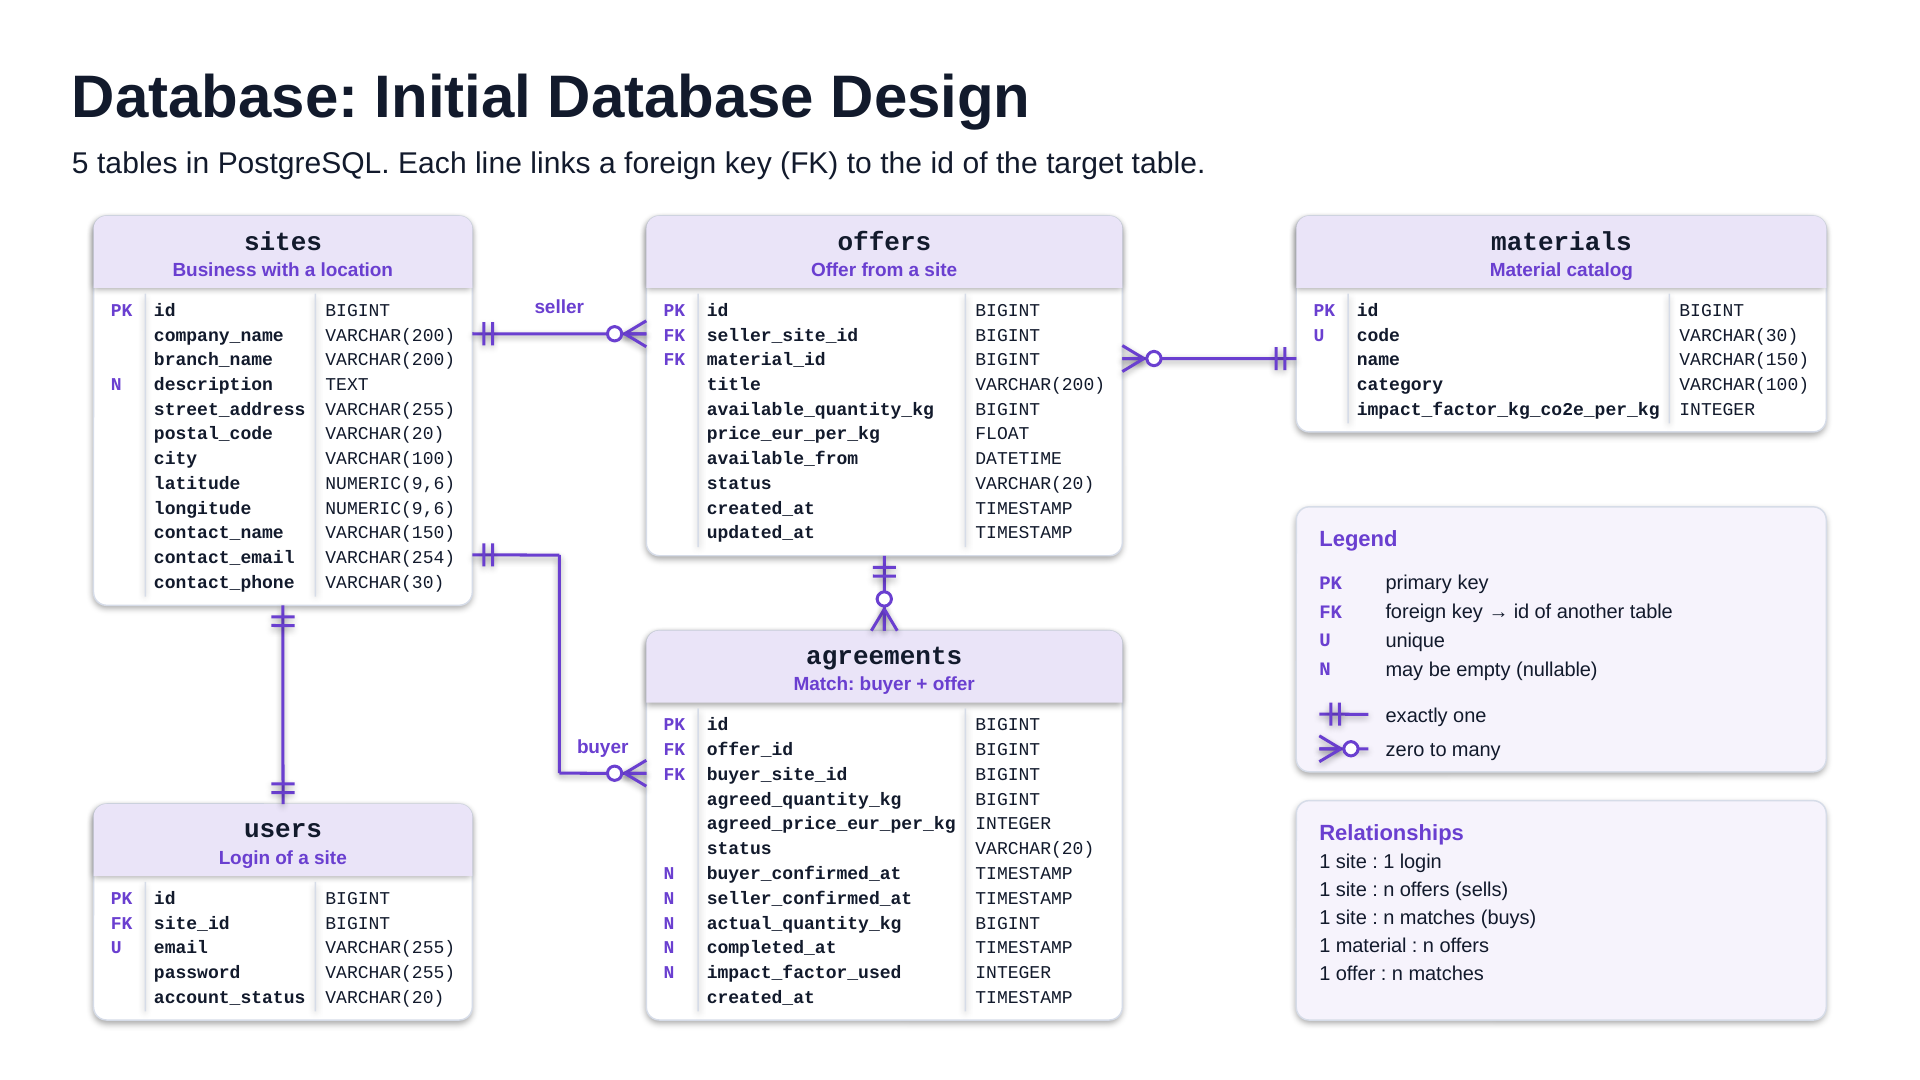 Database: Initial Database Design
5 tables in PostgreSQL. Each line links a foreign key (FK) to the id of the target table.
sites
Business with a location
PK id BIGINT
company_name VARCHAR(200)
branch_name VARCHAR(200)
N description TEXT
street_address VARCHAR(255)
postal_code VARCHAR(20)
city VARCHAR(100)
latitude NUMERIC(9,6)
longitude NUMERIC(9,6)
contact_name VARCHAR(150)
contact_email VARCHAR(254)
contact_phone VARCHAR(30)
seller
offers
Offer from a site
PK id BIGINT
FK seller_site_id BIGINT
FK material_id BIGINT
title VARCHAR(200)
available_quantity_kg BIGINT
price_eur_per_kg FLOAT
available_from DATETIME
status VARCHAR(20)
created_at TIMESTAMP
updated_at TIMESTAMP
materials
Material catalog
PK id BIGINT
U code VARCHAR(30)
name VARCHAR(150)
category VARCHAR(100)
impact_factor_kg_co2e_per_kg INTEGER
users
Login of a site
PK id BIGINT
FK site_id BIGINT
U email VARCHAR(255)
password VARCHAR(255)
account_status VARCHAR(20)
buyer
agreements
Match: buyer + offer
PK id BIGINT
FK offer_id BIGINT
FK buyer_site_id BIGINT
agreed_quantity_kg BIGINT
agreed_price_eur_per_kg INTEGER
status VARCHAR(20)
N buyer_confirmed_at TIMESTAMP
N seller_confirmed_at TIMESTAMP
N actual_quantity_kg BIGINT
N completed_at TIMESTAMP
N impact_factor_used INTEGER
created_at TIMESTAMP
Legend
PK primary key
FK foreign key → id of another table
U unique
N may be empty (nullable)
exactly one
zero to many
Relationships
1 site : 1 login
1 site : n offers (sells)
1 site : n matches (buys)
1 material : n offers
1 offer : n matches